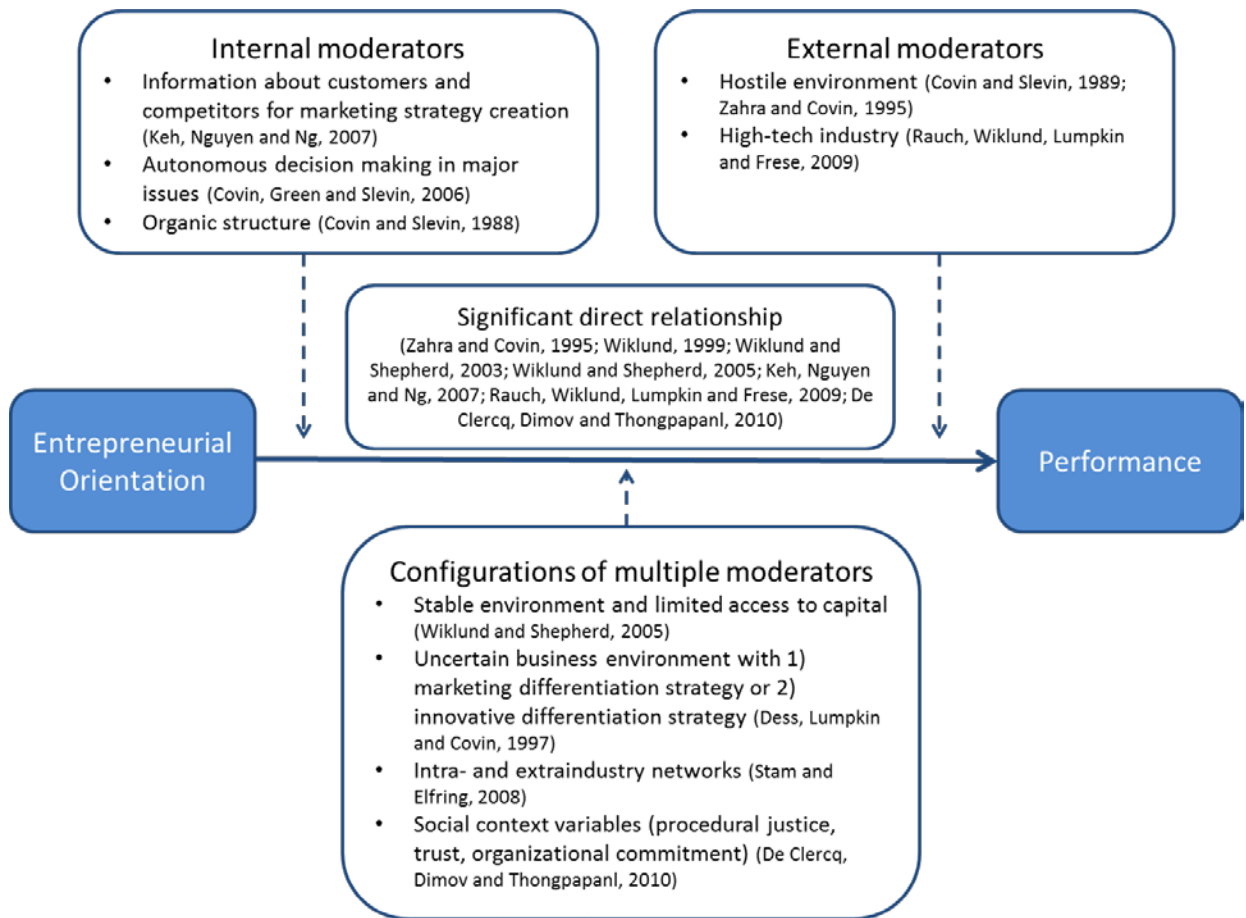 Internal moderators
• Information about customers and
competitors for marketing strategy creation
(Keh, Nguyen and Ng, 2007)
• Autonomous decision making in major
issues (Covin, Green and Slevin, 2006)
• Organic structure (Covin and Slevin, 1988)
External moderators
• Hostile environment (Covin and Slevin, 1989;
Zahra and Covin, 1995)
• High-tech industry (Rauch, Wiklund, Lumpkin
and Frese, 2009)
Significant direct relationship
(Zahra and Covin, 1995; Wiklund, 1999; Wiklund and
Shepherd, 2003; Wiklund and Shepherd, 2005; Keh, Nguyen
and Ng, 2007; Rauch, Wiklund, Lumpkin and Frese, 2009; De
Clercq, Dimov and Thongpapanl, 2010)
Entrepreneurial
Orientation
Performance
Configurations of multiple moderators
• Stable environment and limited access to capital
(Wiklund and Shepherd, 2005)
• Uncertain business environment with 1)
marketing differentiation strategy or 2)
innovative differentiation strategy (Dess, Lumpkin
and Covin, 1997)
• Intra- and extraindustry networks (Stam and
Elfring, 2008)
• Social context variables (procedural justice,
trust, organizational commitment) (De Clercq,
Dimov and Thongpapanl, 2010)